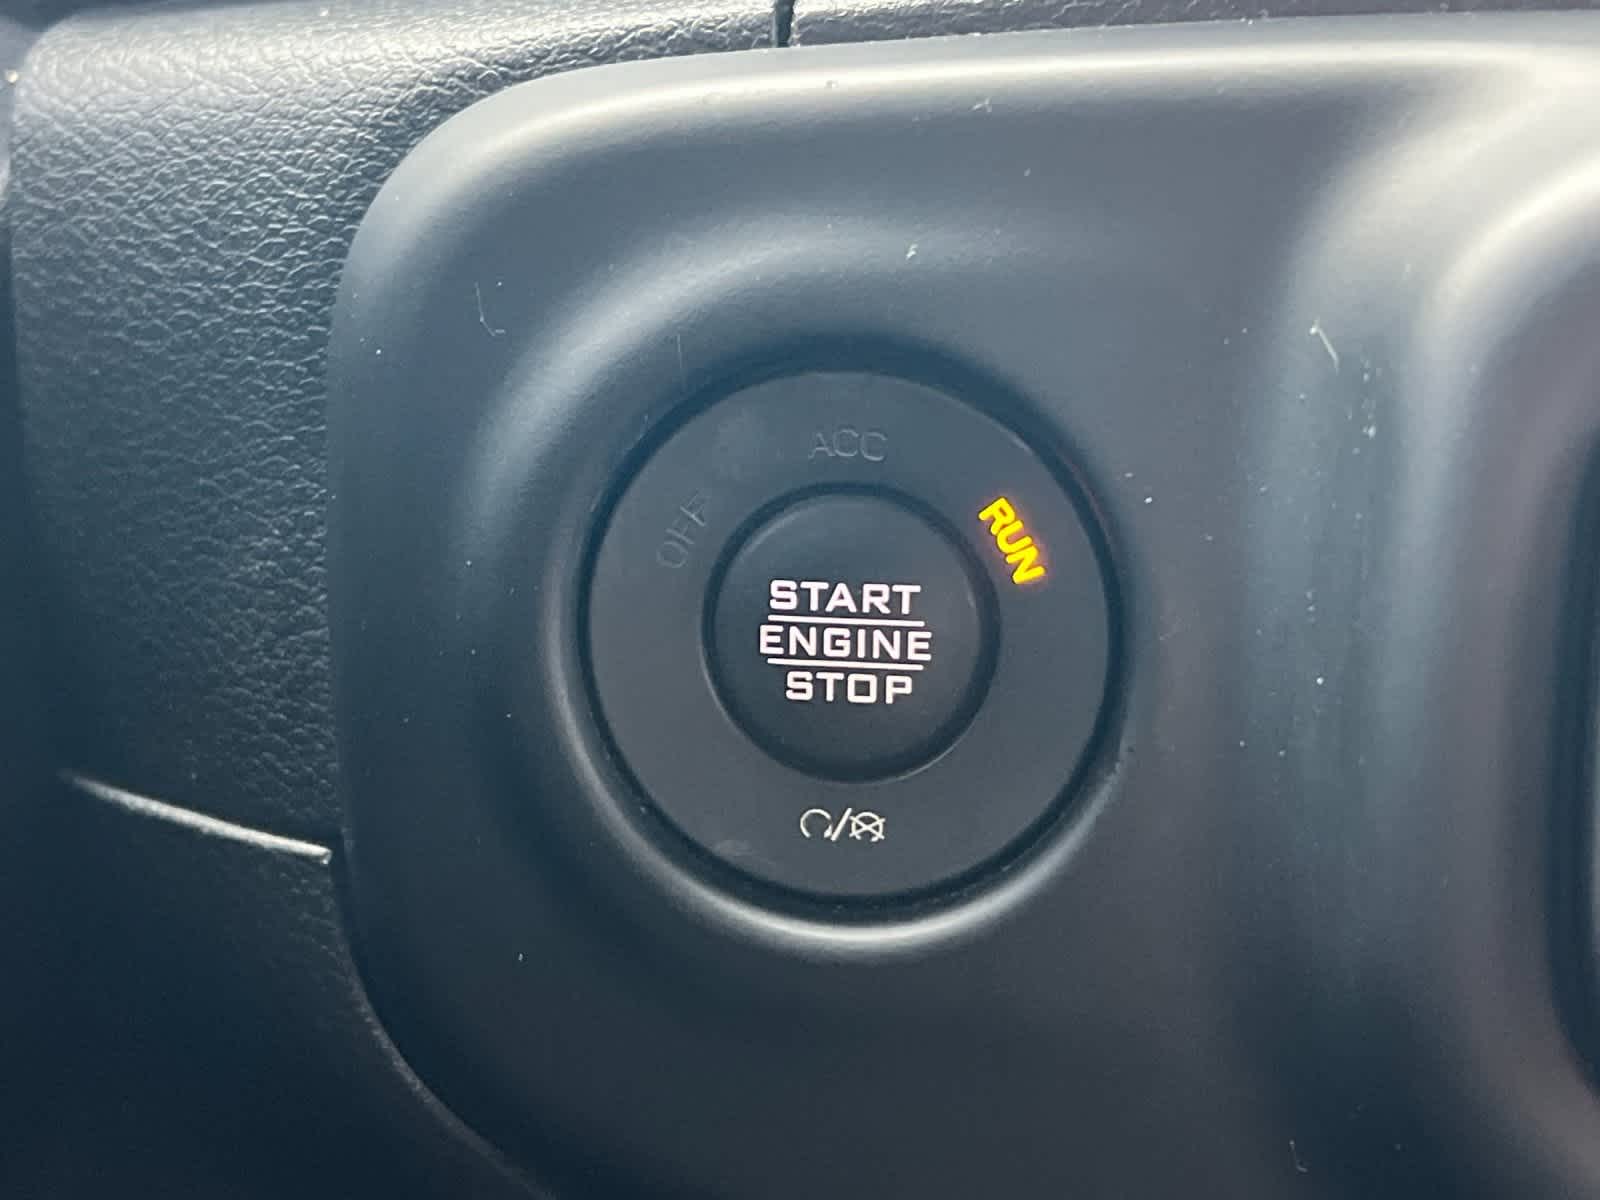 ACC
OFF
RUN
START
ENGINE
STOP